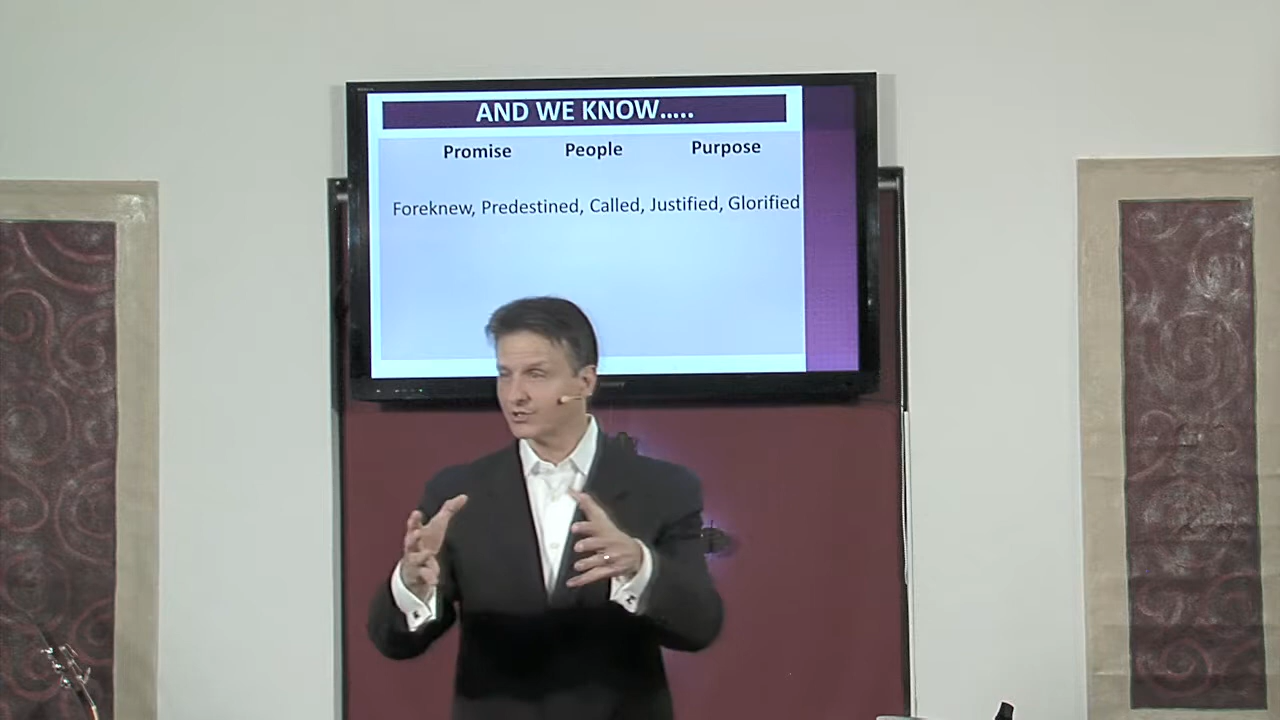 AND WE KNOW.....
Promise People Purpose
Foreknew, Predestined, Called, Justified, Glorified